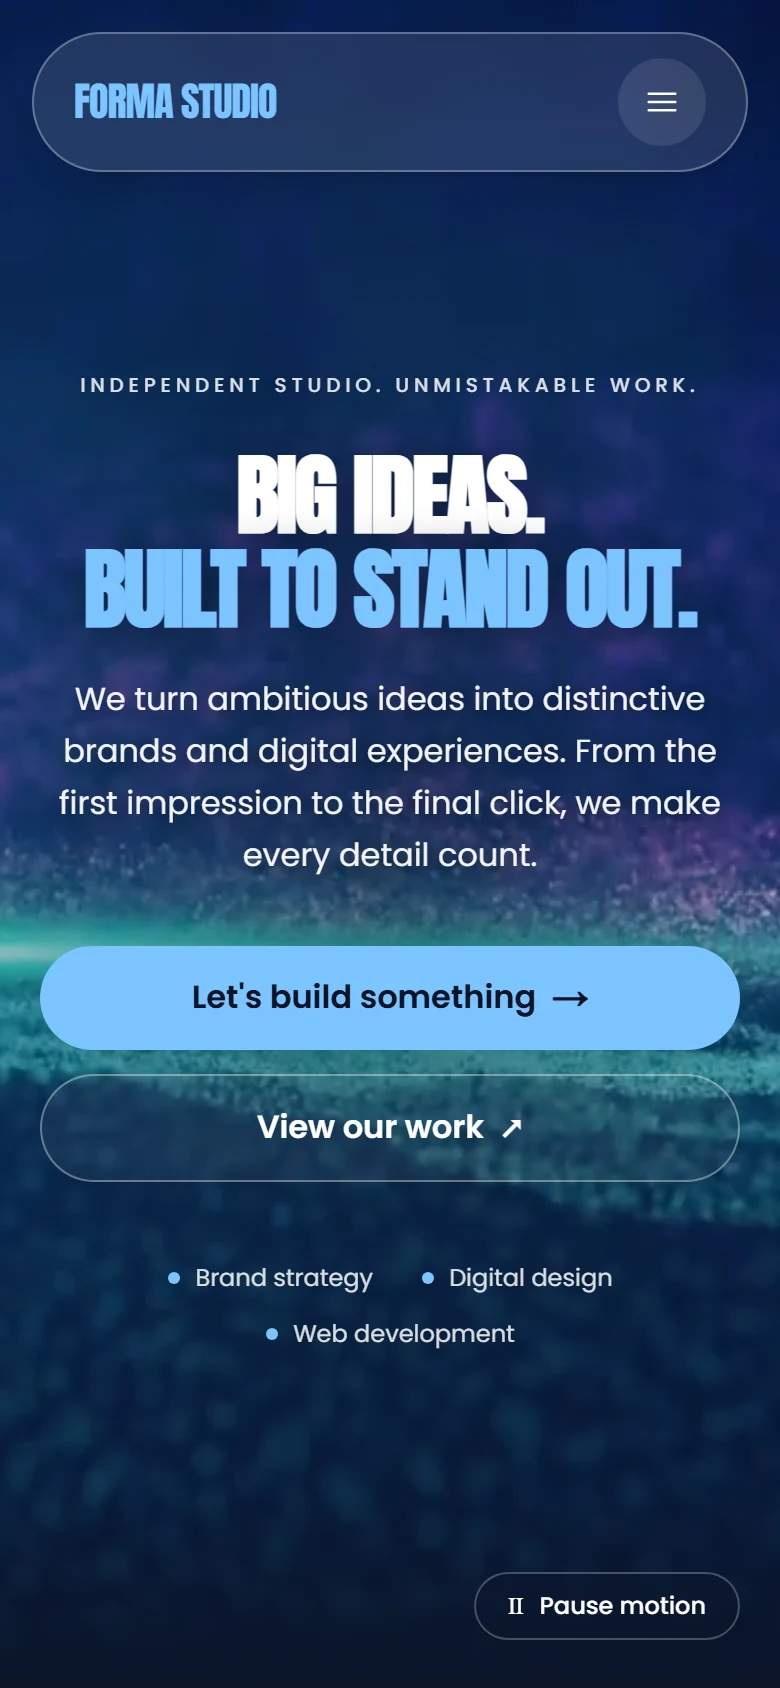 FORMA STUDIO
INDEPENDENT STUDIO. UNMISTAKABLE WORK.
BIG IDEAS.
BUILT TO STAND OUT.
We turn ambitious ideas into distinctive
brands and digital experiences. From the
first impression to the final click, we make
every detail count.
Let's build something →
View our work ↗
Brand strategy
Digital design
Web development
Pause motion